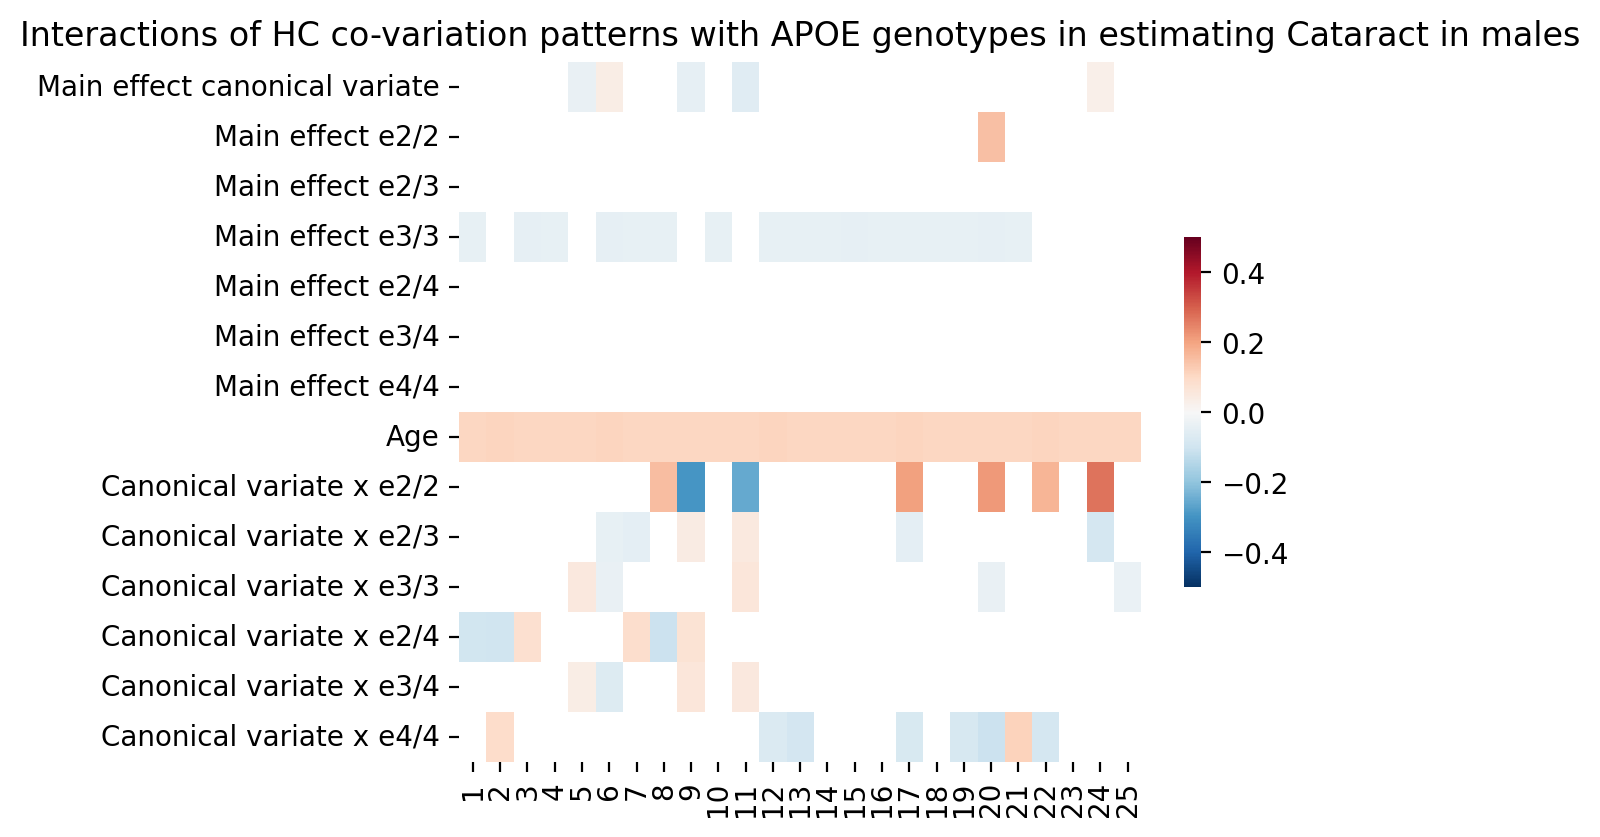 Interactions of HC co-variation patterns with APOE genotypes in estimating Cataract in males
Main effect canonical variate
Main effect e2/2
Main effect e2/3
Main effect e3/3
Main effect e2/4
Main effect e3/4
Main effect e4/4
Age
Canonical variate x e2/2
Canonical variate x e2/3
Canonical variate x e3/3
Canonical variate x e2/4
Canonical variate x e3/4
Canonical variate x e4/4
1 2 3 4 5 6 7 8 9 10 11 12 13 14 15 16 17 18 19 20 21 22 23 24 25
0.4
0.2
0.0
−0.2
−0.4